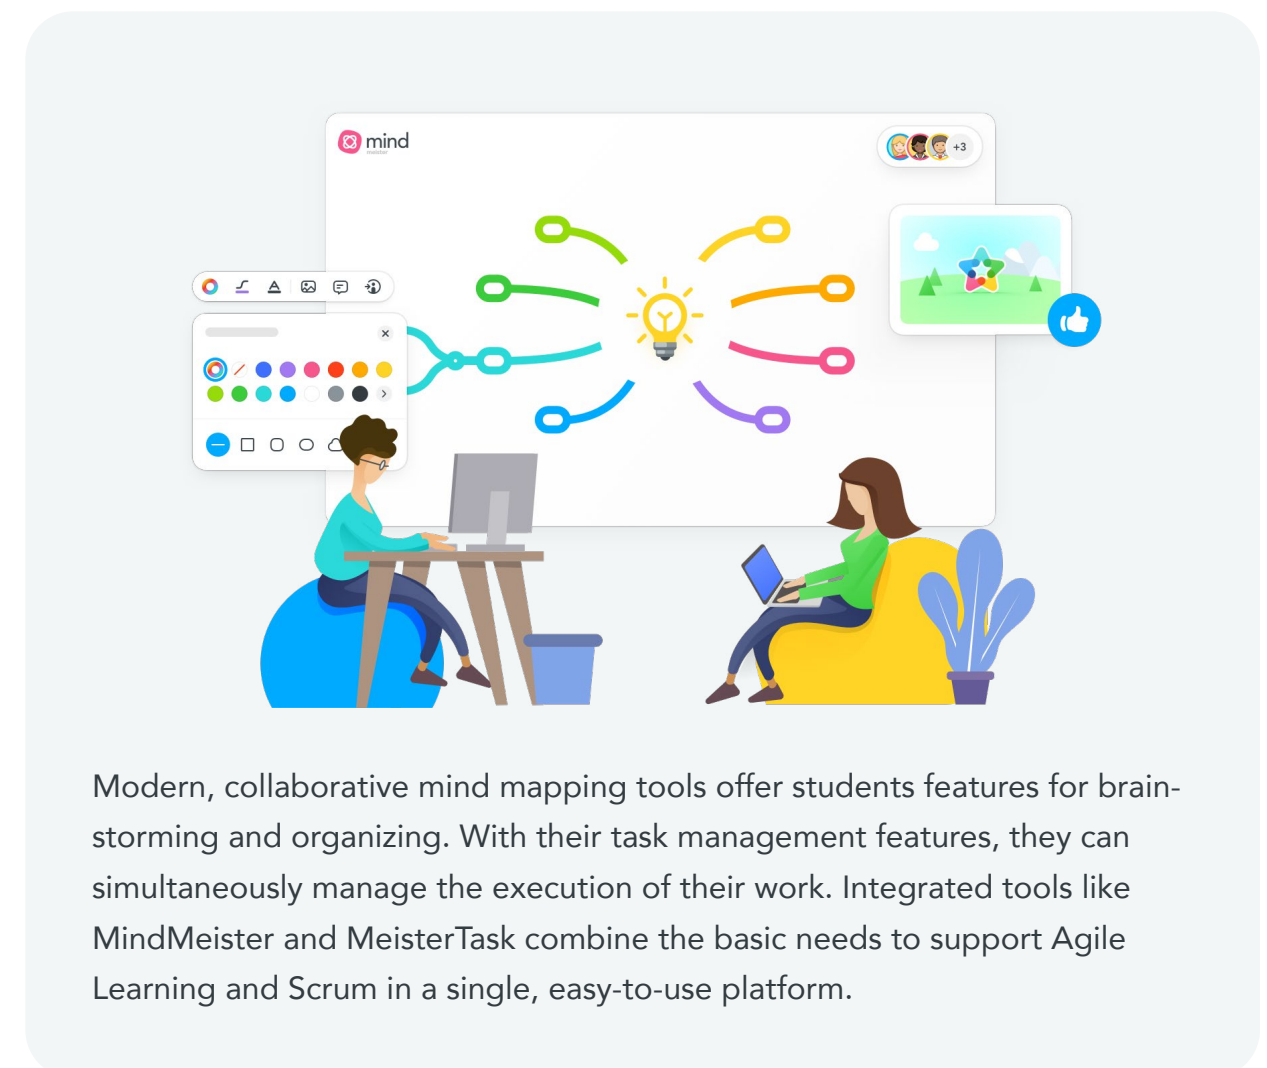 mind
meister
+3
Modern, collaborative mind mapping tools offer students features for brain-
storming and organizing. With their task management features, they can
simultaneously manage the execution of their work. Integrated tools like
MindMeister and MeisterTask combine the basic needs to support Agile
Learning and Scrum in a single, easy-to-use platform.